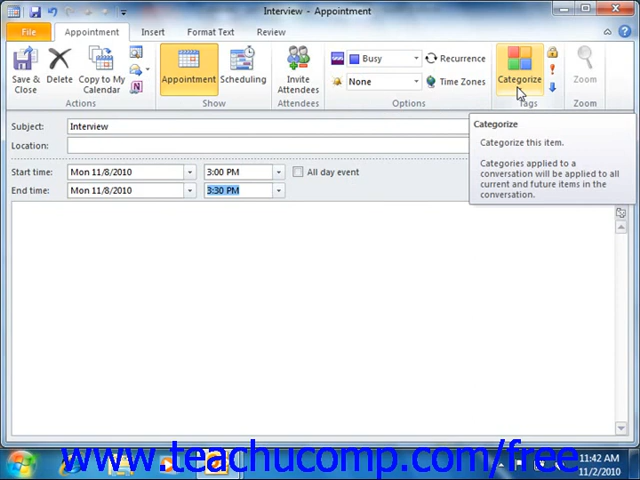 Interview - Appointment
File Appointment Insert Format Text Review
Save & Close
Delete
Copy to My Calendar
Actions
Appointment
Scheduling
Show
Invite Attendees
Attendees
Busy
Recurrence
None
Time Zones
Options
Categorize
Tags
Zoom
Zoom
Subject: Interview
Location:
Start time: Mon 11/8/2010 3:00 PM All day event
End time: Mon 11/8/2010 3:30 PM
Categorize
Categorize this item.
Categories applied to a
conversation will be applied to all
current and future items in the
conversation.
www.teachucomp.com/free
11:42 AM
11/2/2010